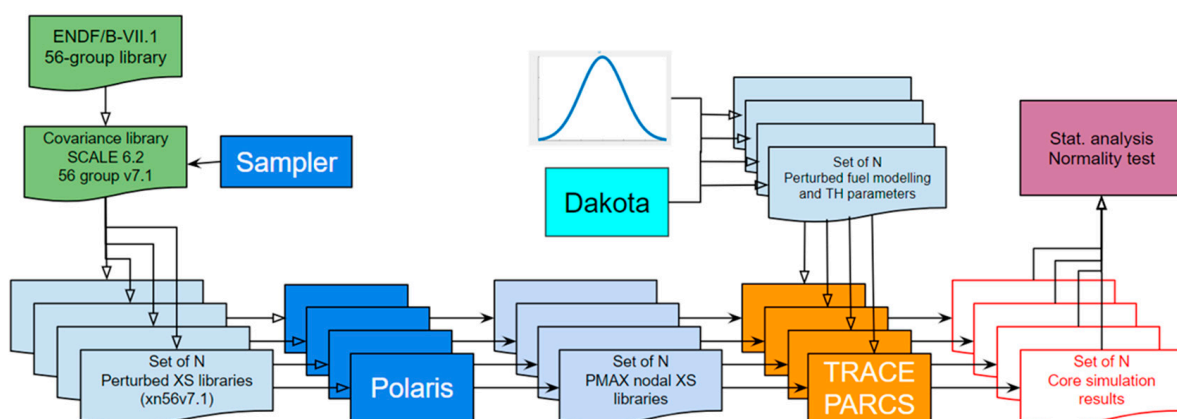 ENDF/B-VII.1
56-group library
Covariance library
SCALE 6.2
56 group v7.1
Sampler
Dakota
Set of N
Perturbed fuel modelling
and TH parameters
Stat. analysis
Normality test
Set of N
Perturbed XS libraries
(xn56v7.1)
Polaris
Set of N
PMAX nodal XS
libraries
TRACE
PARCS
Set of N
Core simulation
results